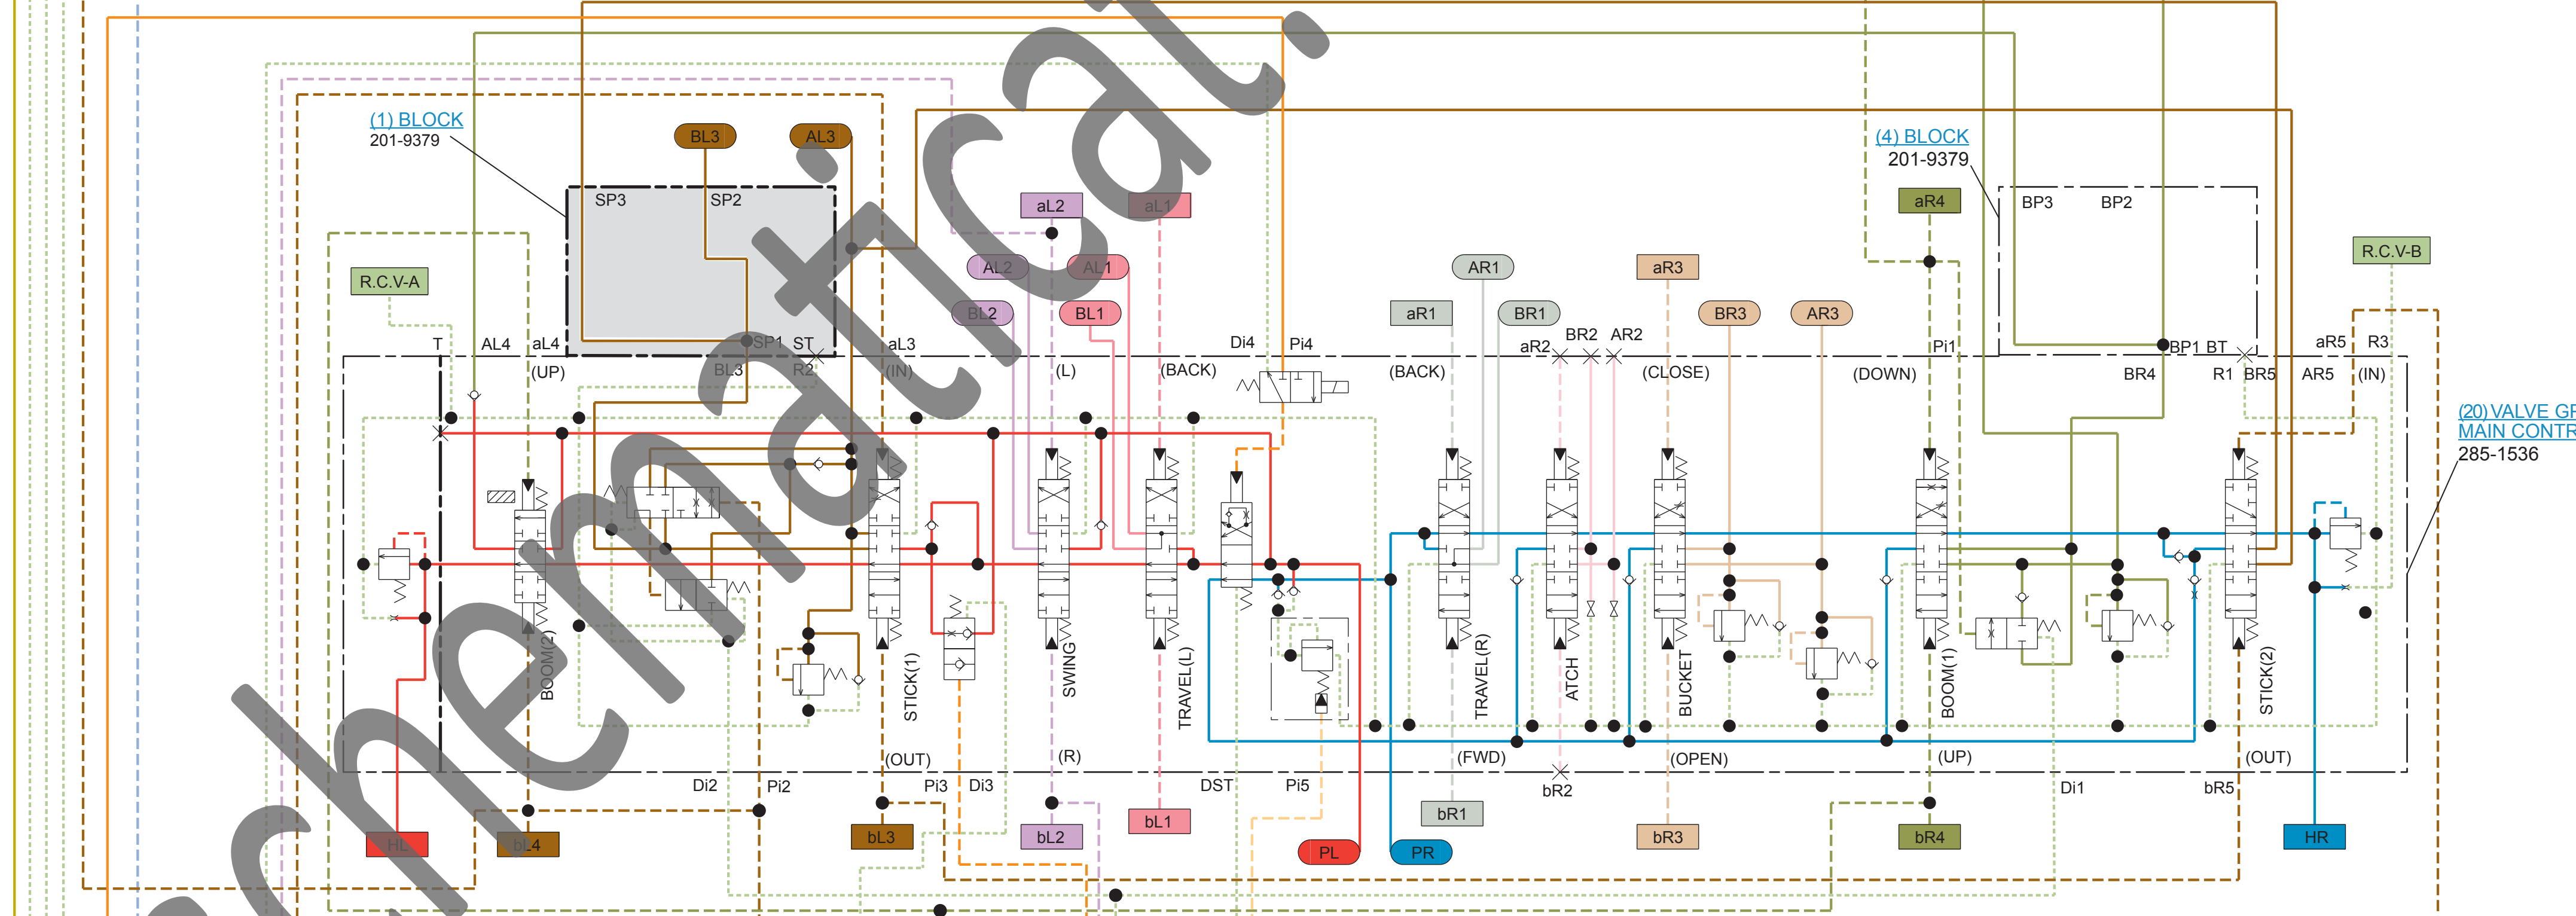 (1) BLOCK
201-9379
BL3
AL3
(4) BLOCK
201-9379
SP3
SP2
aL2
aL1
aR4
BP3
BP2
R.C.V-A
AL2
AL1
AR1
aR3
R.C.V-B
BL2
BL1
aR1
BR1
BR3
AR3
T
AL4
aL4
SP1
ST
aL3
Di4
Pi4
aR2
BR2
AR2
Pi1
BP1
BT
aR5
R3
(UP)
BL3
R2
(IN)
(L)
(BACK)
(BACK)
(CLOSE)
(DOWN)
BR4
R1
BR5
AR5
(IN)
(20) VALVE GP
MAIN CONTR
285-1536
BOOM(2)
STICK(1)
SWING
TRAVEL(L)
TRAVEL(R)
ATCH
BUCKET
BOOM(1)
STICK(2)
(OUT)
(R)
(FWD)
(OPEN)
(UP)
(OUT)
Di2
Pi2
Pi3
Di3
DST
Pi5
bR2
Di1
bR5
HL
bL4
bL3
bL2
bL1
PL
PR
bR1
bR3
bR4
HR
schematicat.